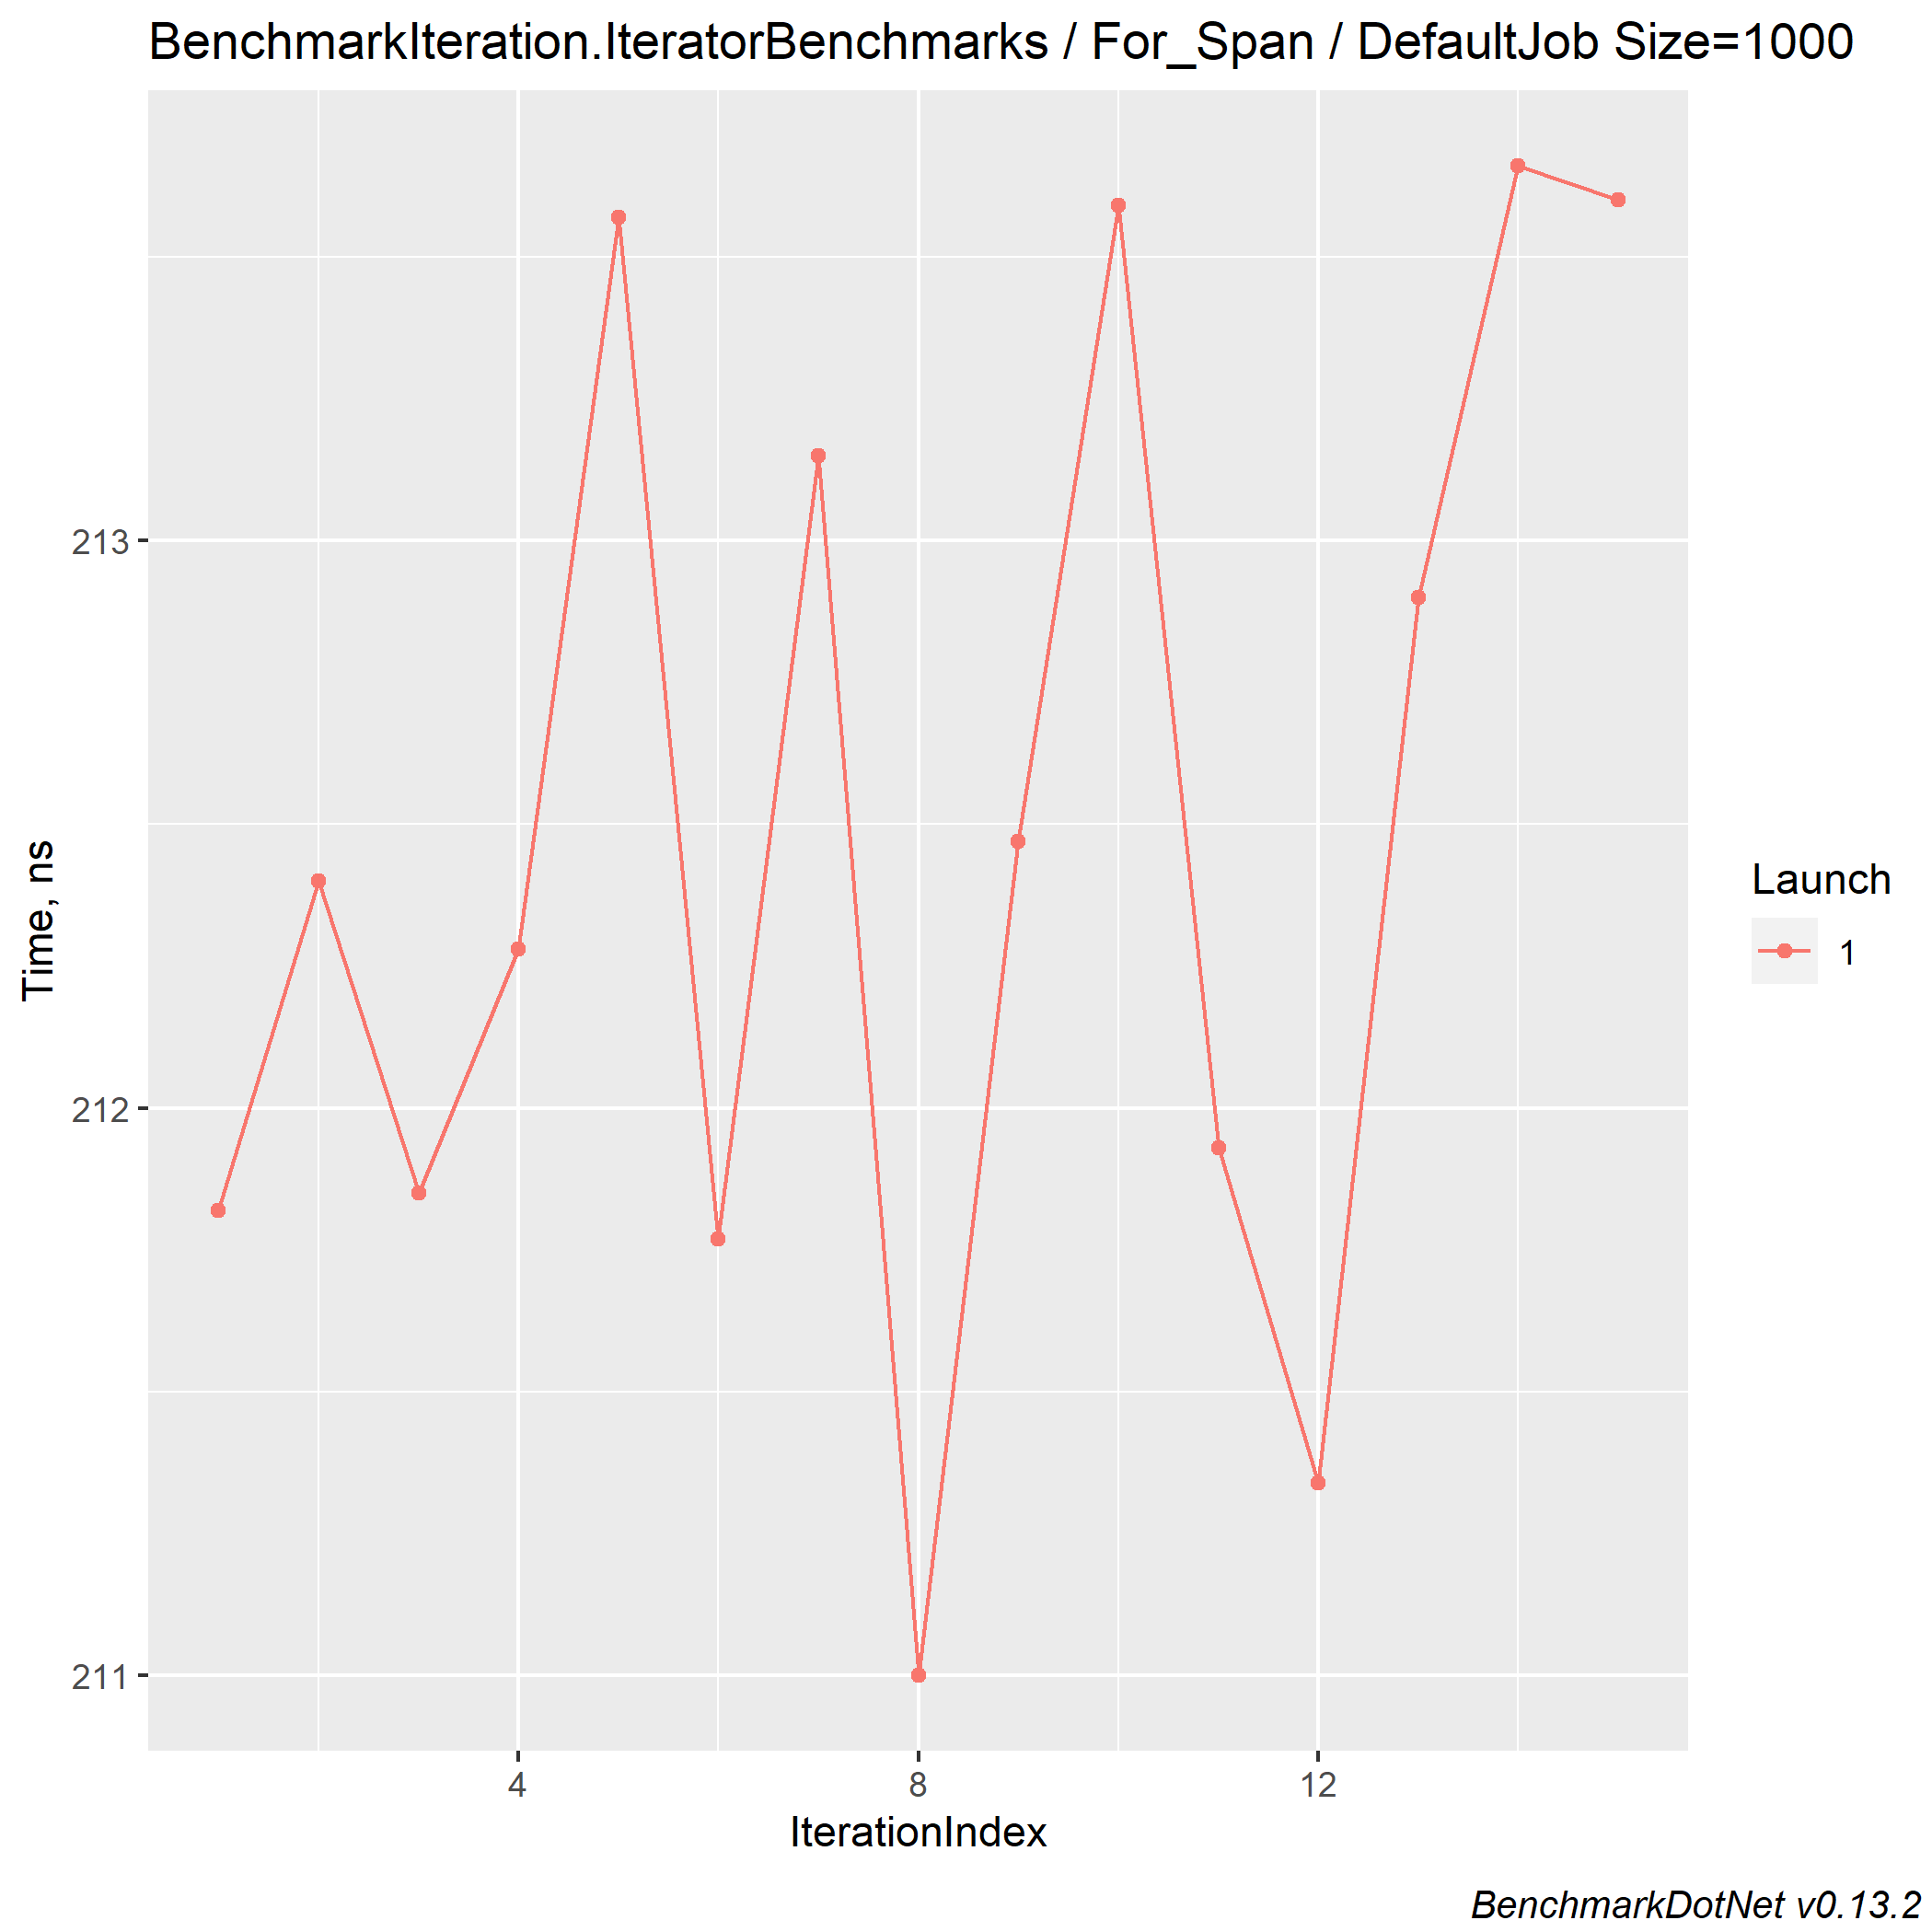 BenchmarkIteration.IteratorBenchmarks / For_Span / DefaultJob Size=1000
Time, ns
213
212
211
4 8 12
IterationIndex
Launch
1
BenchmarkDotNet v0.13.2